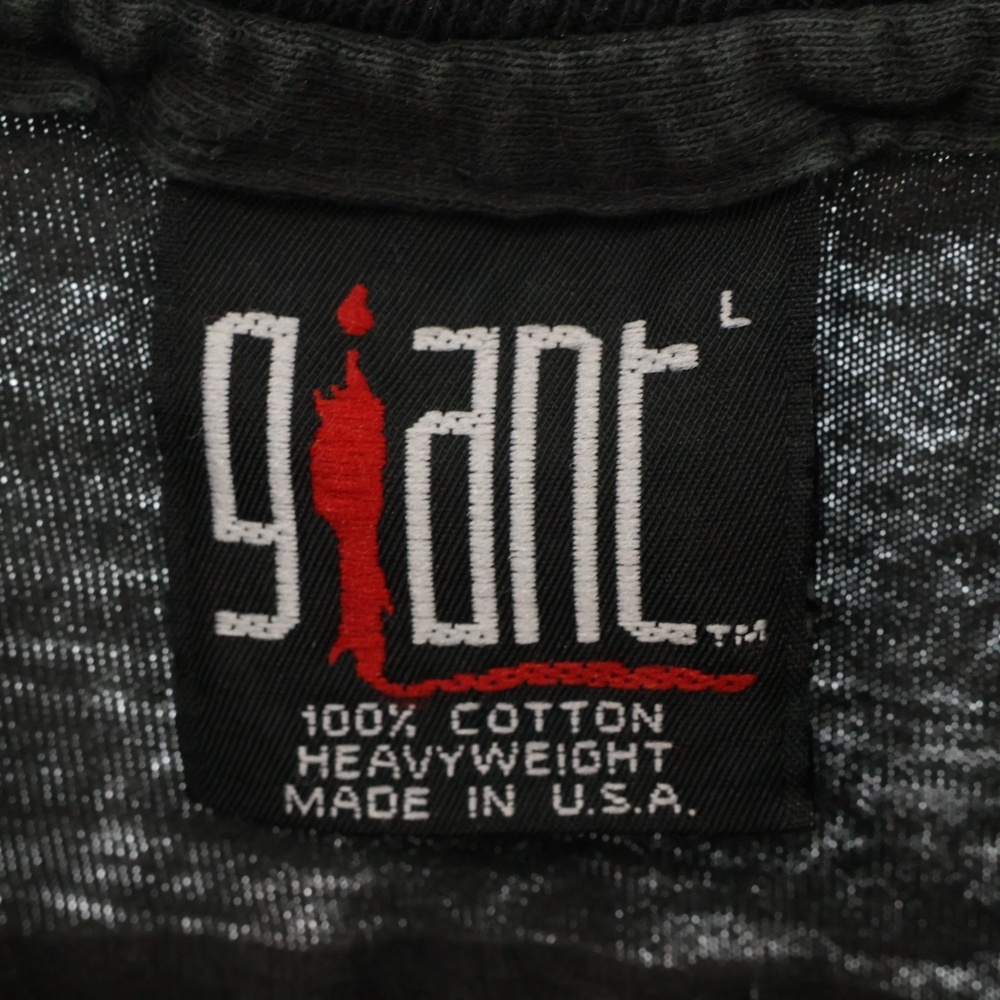 giant L
TM
100% COTTON
HEAVYWEIGHT
MADE IN U.S.A.